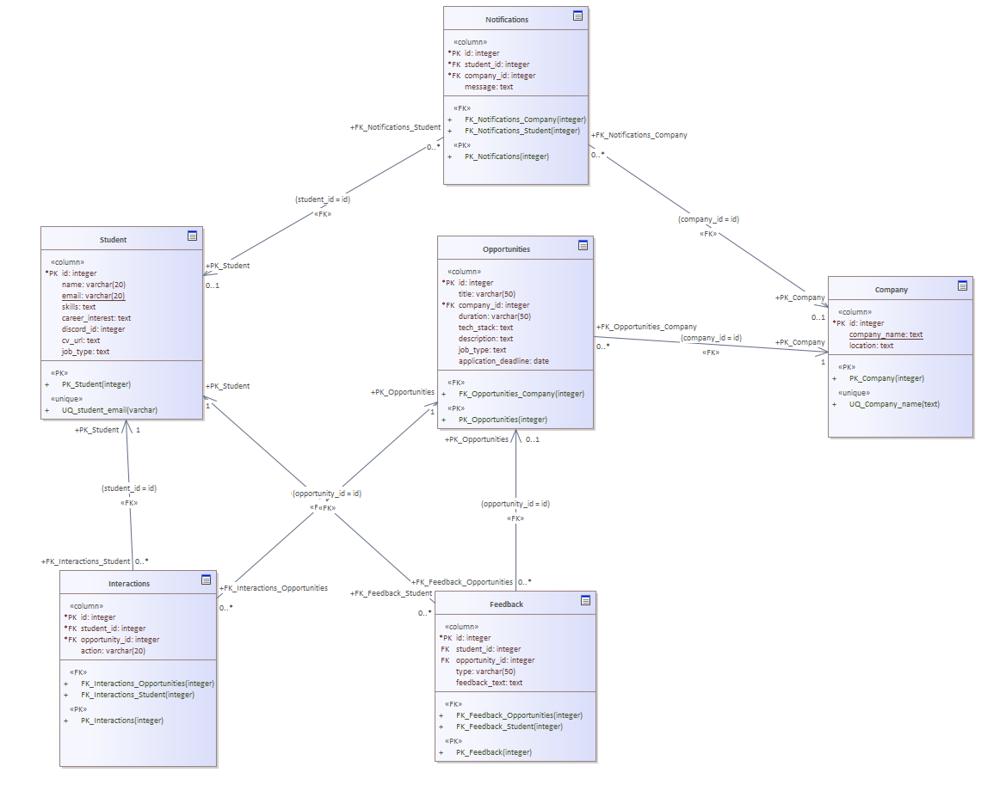 Notifications
«column»
*PK id: integer
*FK student_id: integer
*FK company_id: integer
message: text
«FK»
+ FK_Notifications_Company(integer)
+ FK_Notifications_Student(integer)
«PK»
+ PK_Notifications(integer)
+FK_Notifications_Student
0..*
+FK_Notifications_Company
0..*
(student_id = id)
«FK»
(company_id = id)
«FK»
+PK_Student
0..1
+PK_Company
0..1
Student
«column»
*PK id: integer
name: varchar(20)
email: varchar(20)
skills: text
career_interest: text
discord_id: integer
cv_url: text
job_type: text
«PK»
+ PK_Student(integer)
«unique»
+ UQ_student_email(varchar)
Opportunities
«column»
*PK id: integer
title: varchar(50)
*FK company_id: integer
duration: varchar(50)
tech_stack: text
description: text
job_type: text
application_deadline: date
«FK»
+ FK_Opportunities_Company(integer)
«PK»
+ PK_Opportunities(integer)
+FK_Opportunities_Company
0..*
(company_id = id)
«FK»
+PK_Company
1
Company
«column»
*PK id: integer
company_name: text
location: text
«PK»
+ PK_Company(integer)
«unique»
+ UQ_Company_name(text)
+PK_Student
1
+PK_Opportunities
1
+PK_Student
1
+PK_Opportunities
0..1
(student_id = id)
«FK»
(opportunity_id = id)
«FK»
(opportunity_id = id)
«FK»
+FK_Interactions_Student
0..*
+FK_Interactions_Opportunities
0..*
+FK_Feedback_Student
0..*
+FK_Feedback_Opportunities
0..*
Interactions
«column»
*PK id: integer
*FK student_id: integer
*FK opportunity_id: integer
action: varchar(20)
«FK»
+ FK_Interactions_Opportunities(integer)
+ FK_Interactions_Student(integer)
«PK»
+ PK_Interactions(integer)
Feedback
«column»
*PK id: integer
FK student_id: integer
FK opportunity_id: integer
type: varchar(50)
feedback_text: text
«FK»
+ FK_Feedback_Opportunities(integer)
+ FK_Feedback_Student(integer)
«PK»
+ PK_Feedback(integer)